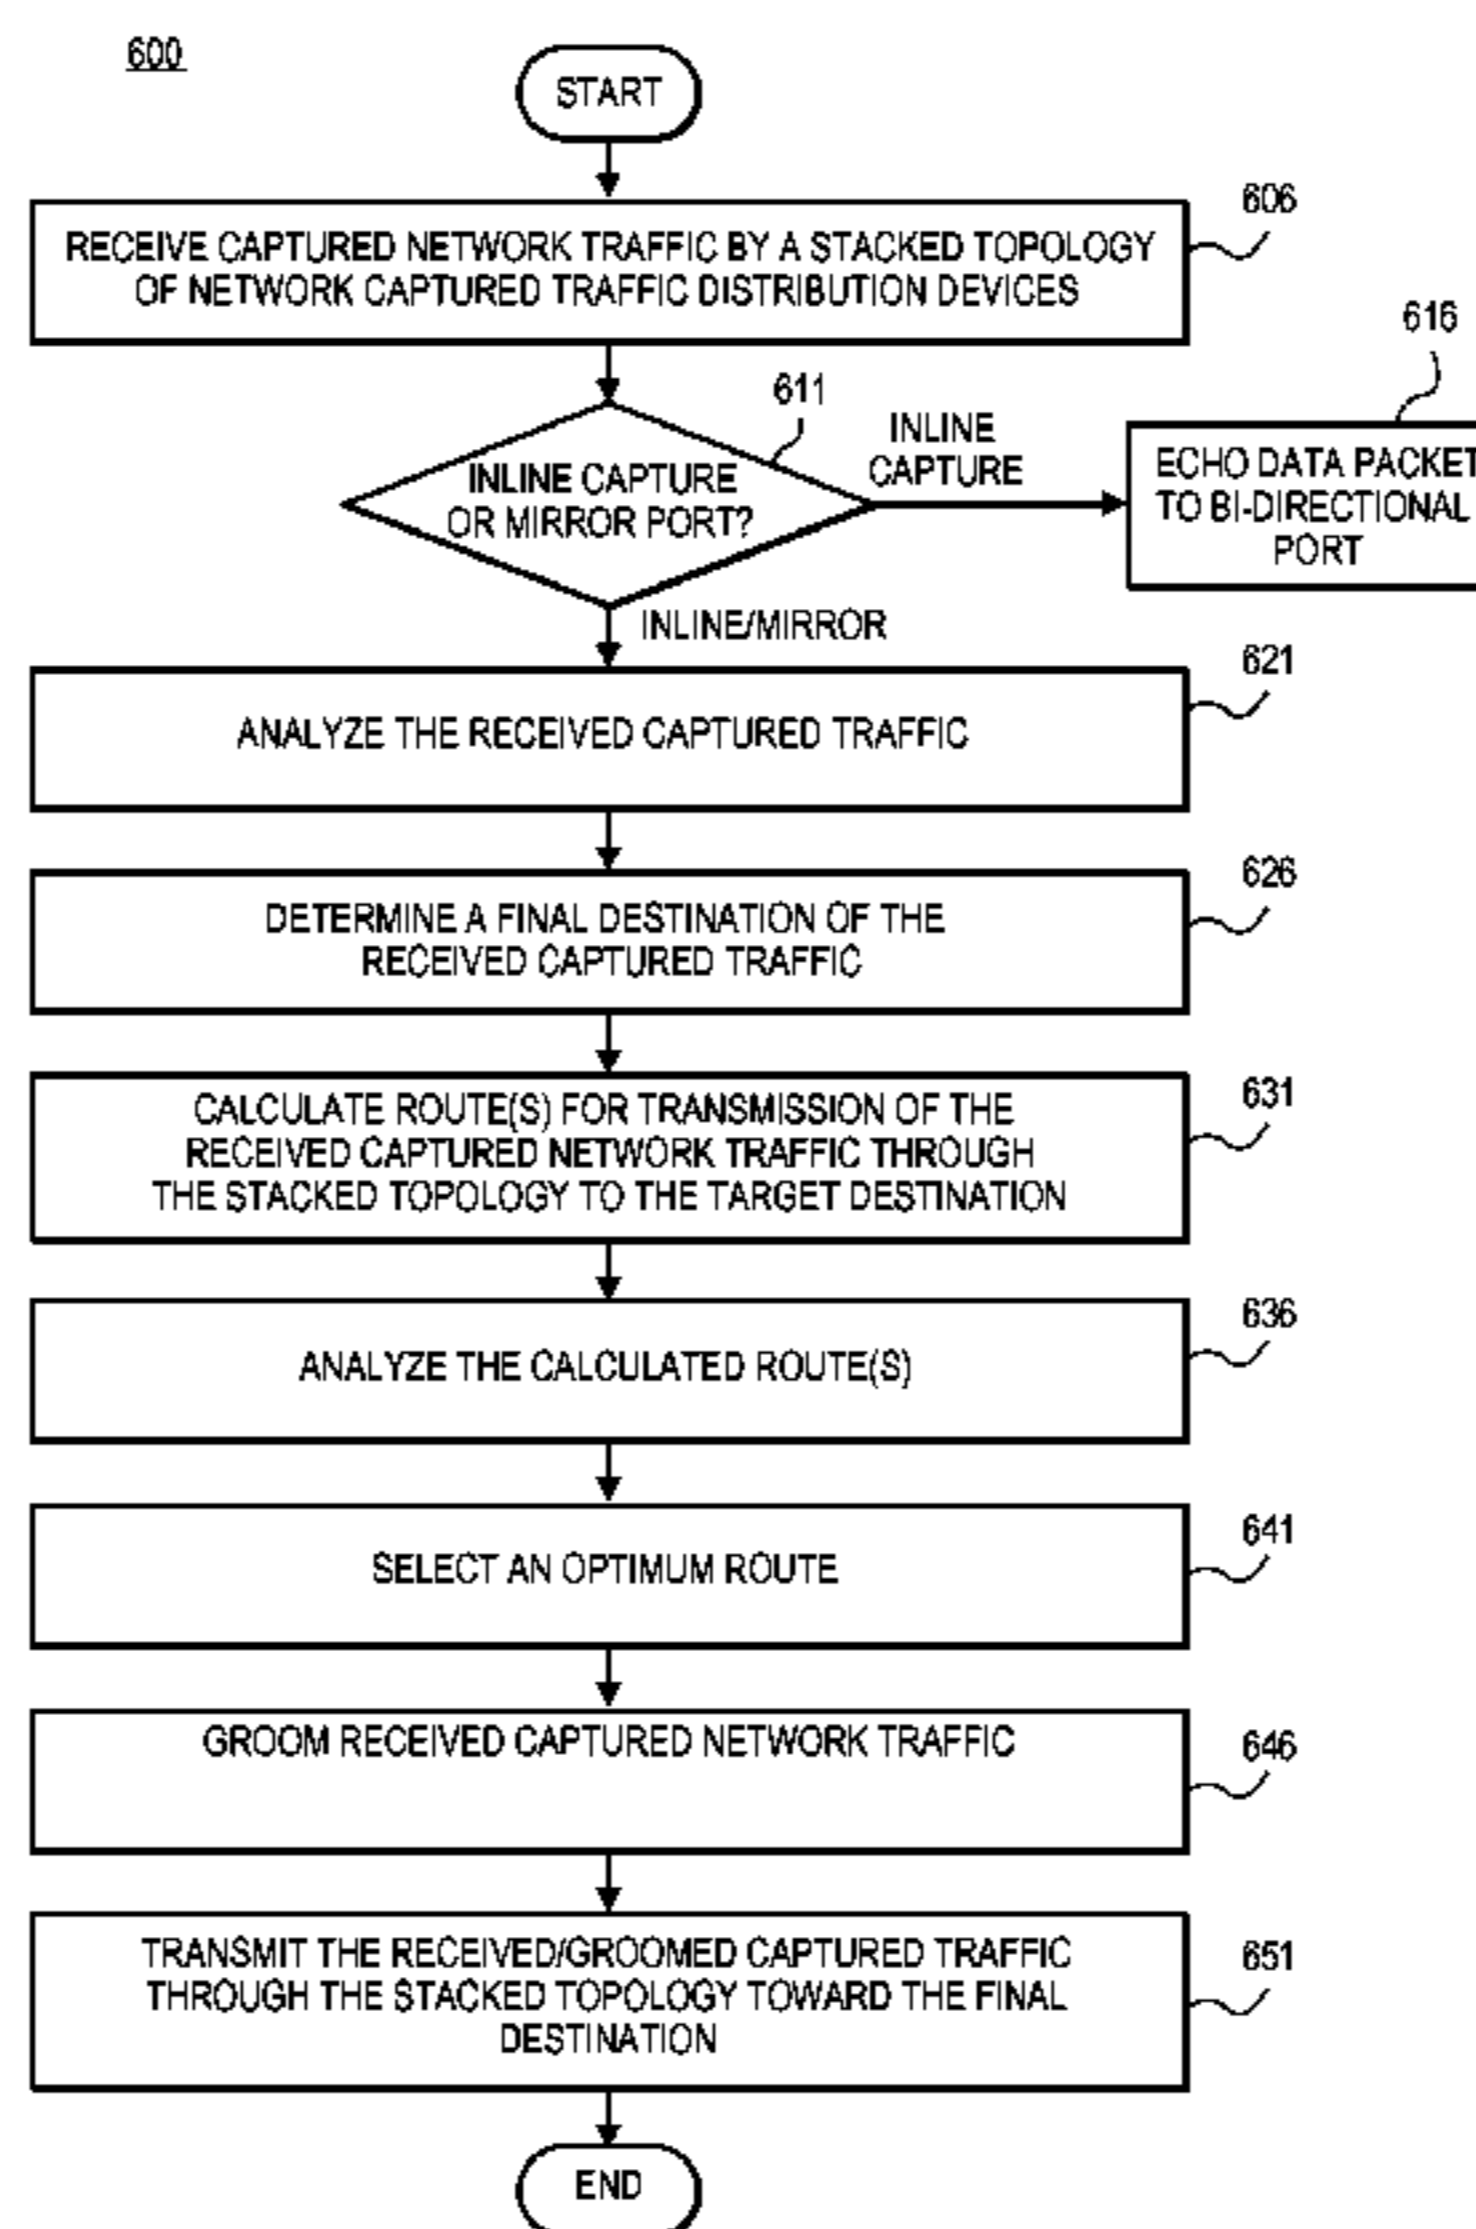 600
START
606
RECEIVE CAPTURED NETWORK TRAFFIC BY A STACKED TOPOLOGY
OF NETWORK CAPTURED TRAFFIC DISTRIBUTION DEVICES
616
611
INLINE CAPTURE
OR MIRROR PORT?
INLINE
CAPTURE
ECHO DATA PACKET
TO BI-DIRECTIONAL
PORT
INLINE/MIRROR
621
ANALYZE THE RECEIVED CAPTURED TRAFFIC
626
DETERMINE A FINAL DESTINATION OF THE
RECEIVED CAPTURED TRAFFIC
631
CALCULATE ROUTE(S) FOR TRANSMISSION OF THE
RECEIVED CAPTURED NETWORK TRAFFIC THROUGH
THE STACKED TOPOLOGY TO THE TARGET DESTINATION
636
ANALYZE THE CALCULATED ROUTE(S)
641
SELECT AN OPTIMUM ROUTE
646
GROOM RECEIVED CAPTURED NETWORK TRAFFIC
651
TRANSMIT THE RECEIVED/GROOMED CAPTURED TRAFFIC
THROUGH THE STACKED TOPOLOGY TOWARD THE FINAL
DESTINATION
END